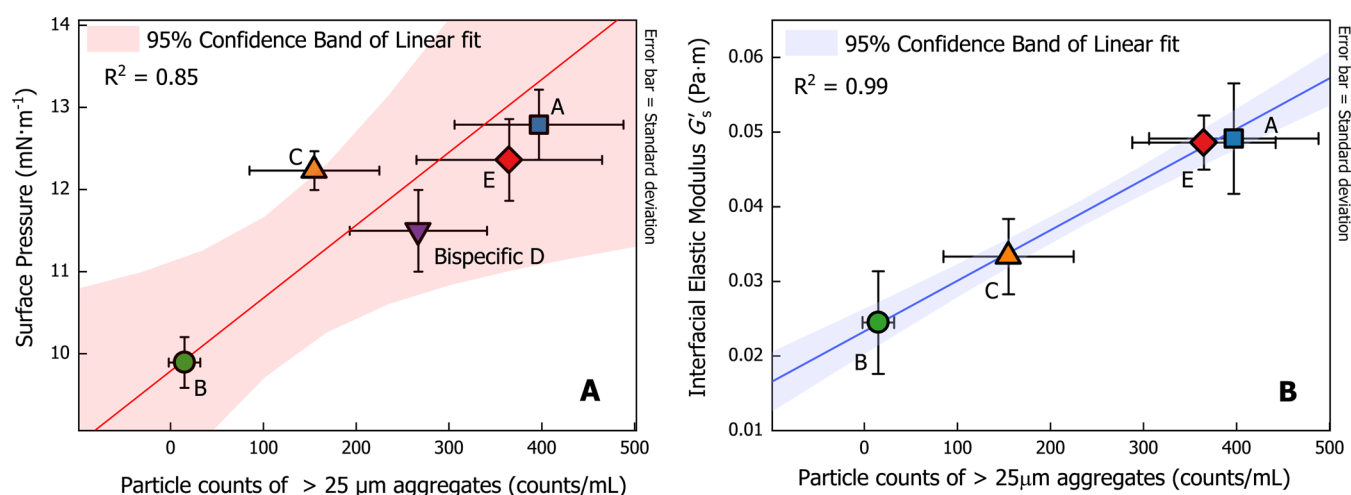 95% Confidence Band of Linear fit
R² = 0.85
Surface Pressure (mN·m⁻¹)
14
13
12
11
10
A
C
E
Bispecific D
B
A
0
100
200
300
400
500
Particle counts of > 25 µm aggregates (counts/mL)
Error bar = Standard deviation
95% Confidence Band of Linear fit
R² = 0.99
Interfacial Elastic Modulus G′s (Pa·m)
0.06
0.05
0.04
0.03
0.02
0.01
A
E
C
B
B
0
100
200
300
400
500
Particle counts of > 25µm aggregates (counts/mL)
Error bar = Standard deviation